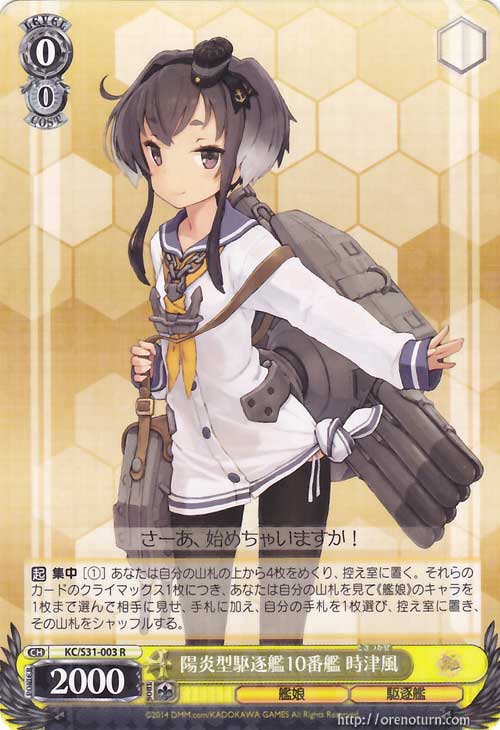 LEVEL
0
0
COST
さーあ、始めちゃいますか！
起 集中 [①] あなたは自分の山札の上から4枚をめくり、控え室に置く。それらの
カードのクライマックス1枚につき、あなたは自分の山札を見て《艦娘》のキャラを
1枚まで選んで相手に見せ、手札に加え、自分の手札を1枚選び、控え室に置き、
その山札をシャッフルする。
CH KC/S31-003 R
POWER 2000 SOUL
ときつかぜ
陽炎型駆逐艦10番艦 時津風
艦娘 駆逐艦
©2014 DMM.com/KADOKAWA GAMES All Rights Reserved.
http://orenoturn.com/